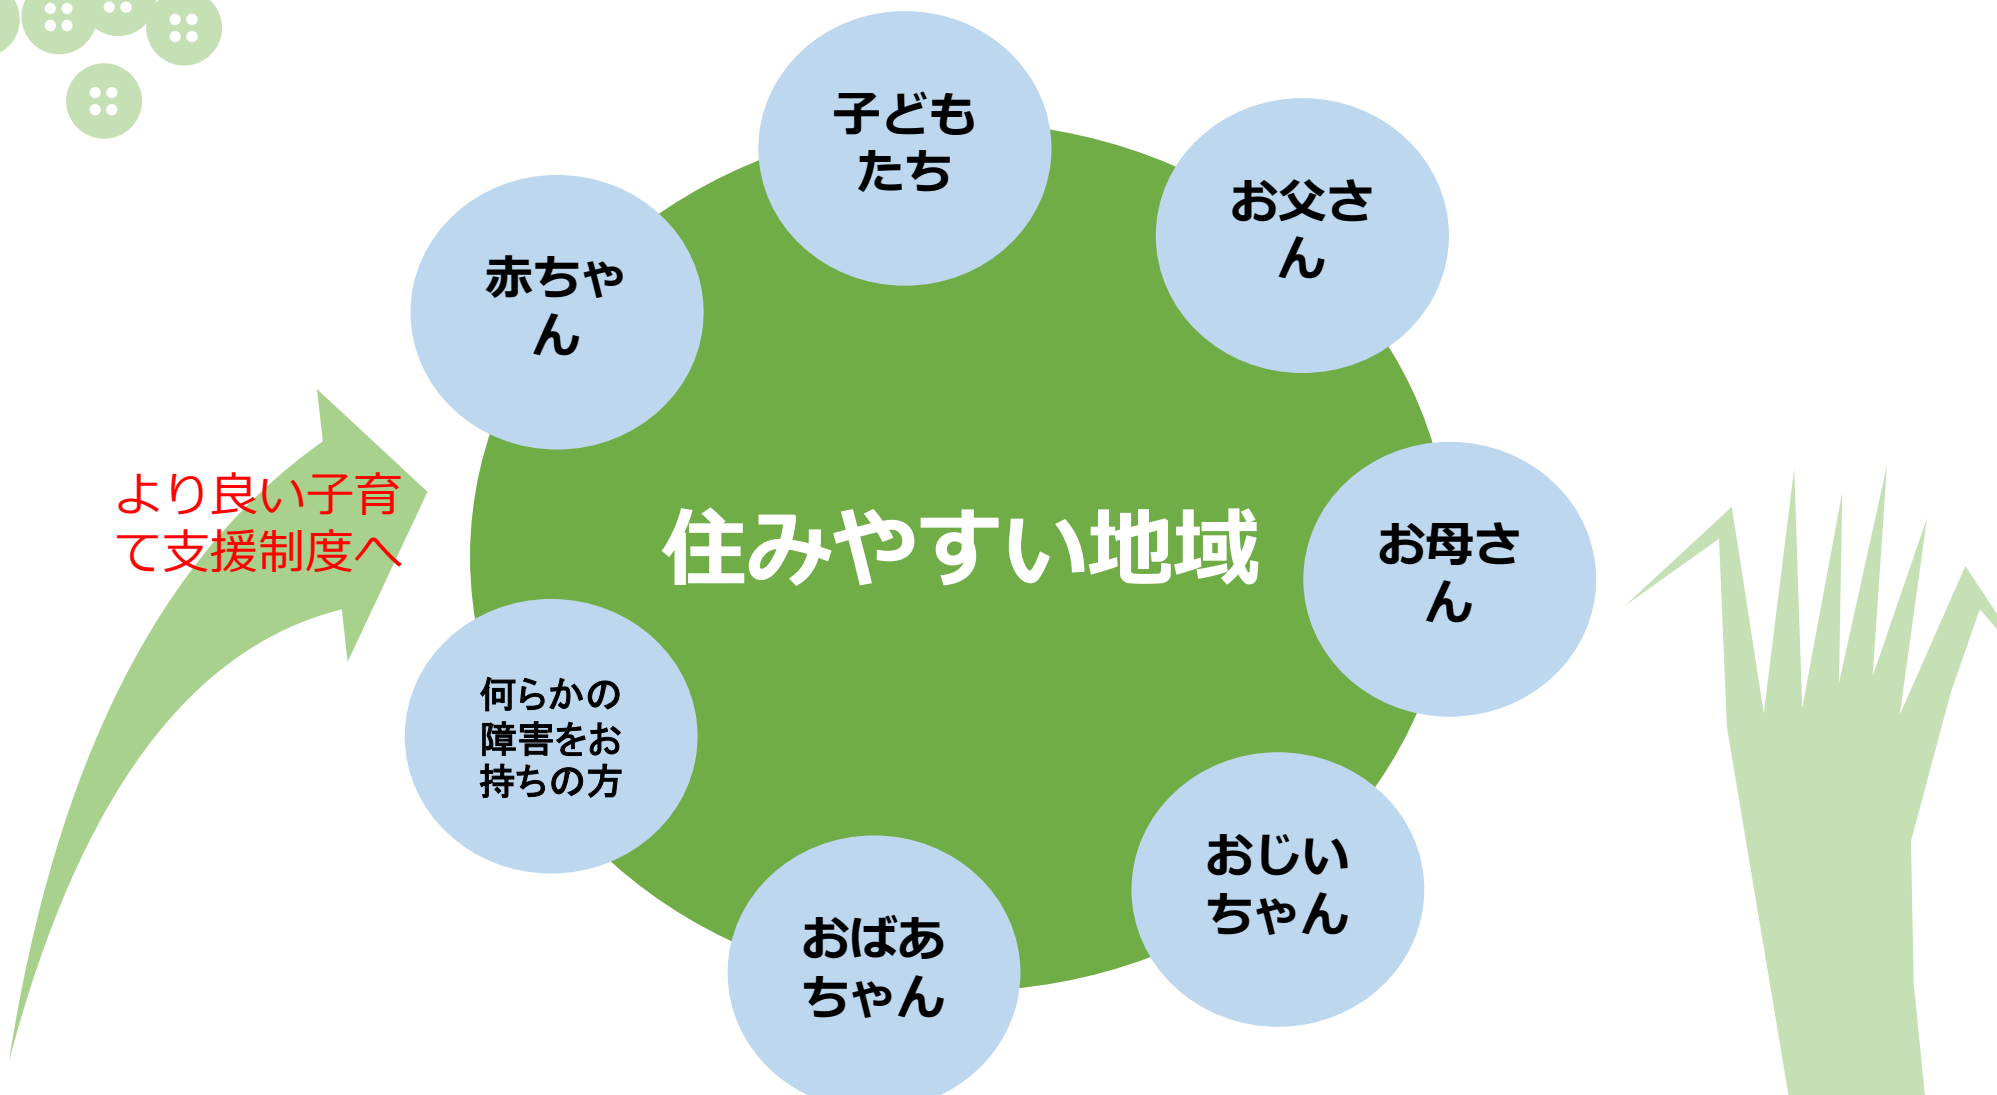 子ども
たち
お父さ
ん
赤ちゃ
ん
より良い子育
て支援制度へ
住みやすい地域
お母さ
ん
何らかの
障害をお
持ちの方
おじい
ちゃん
おばあ
ちゃん